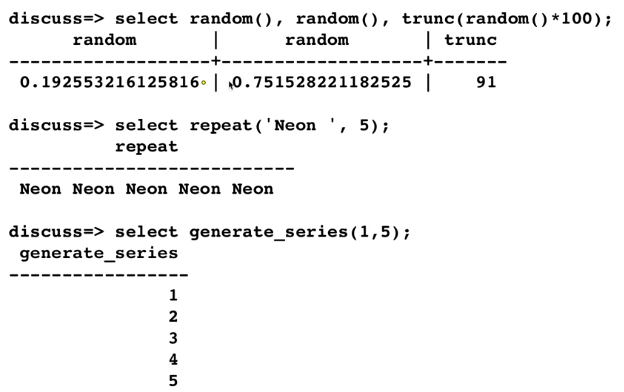 discuss=> select random(), random(), trunc(random()*100);
      random       |      random       | trunc
-------------------+-------------------+-------
 0.192553216125816 | 0.751528221182525 |    91
discuss=> select repeat('Neon ', 5);
          repeat
---------------------------
 Neon Neon Neon Neon Neon
discuss=> select generate_series(1,5);
 generate_series
-----------------
               1
               2
               3
               4
               5